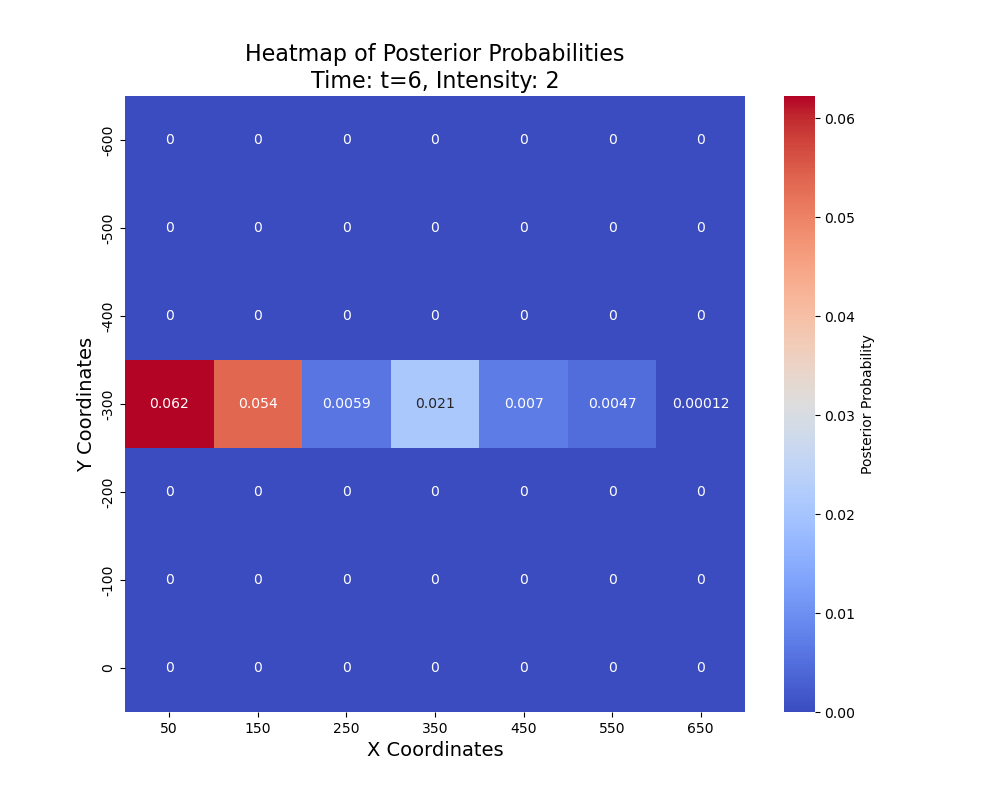 Heatmap of Posterior Probabilities
Time: t=6, Intensity: 2
-600
0 0 0 0 0 0 0
-500
0 0 0 0 0 0 0
-400
0 0 0 0 0 0 0
-300
0.062 0.054 0.0059 0.021 0.007 0.0047 0.00012
-200
0 0 0 0 0 0 0
-100
0 0 0 0 0 0 0
0
0 0 0 0 0 0 0
Y Coordinates
50 150 250 350 450 550 650
X Coordinates
0.06
0.05
0.04
0.03
0.02
0.01
0.00
Posterior Probability